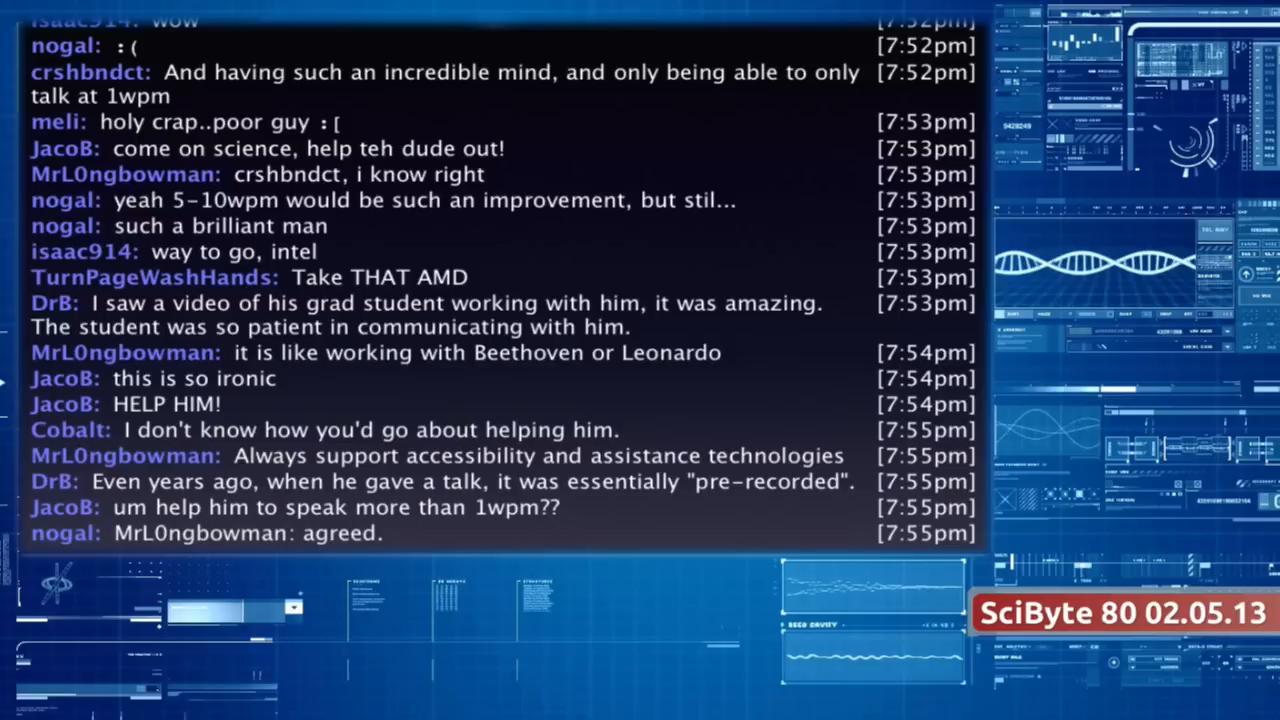 isaac914: wow [7:52pm]
nogal: :( [7:52pm]
crshbndct: And having such an incredible mind, and only being able to only [7:52pm]
talk at 1wpm
meli: holy crap..poor guy :[ [7:53pm]
JacoB: come on science, help teh dude out! [7:53pm]
MrL0ngbowman: crshbndct, i know right [7:53pm]
nogal: yeah 5-10wpm would be such an improvement, but stil... [7:53pm]
nogal: such a brilliant man [7:53pm]
isaac914: way to go, intel [7:53pm]
TurnPageWashHands: Take THAT AMD [7:53pm]
DrB: I saw a video of his grad student working with him, it was amazing. [7:53pm]
The student was so patient in communicating with him.
MrL0ngbowman: it is like working with Beethoven or Leonardo [7:54pm]
JacoB: this is so ironic [7:54pm]
JacoB: HELP HIM! [7:54pm]
Cobalt: I don't know how you'd go about helping him. [7:55pm]
MrL0ngbowman: Always support accessibility and assistance technologies [7:55pm]
DrB: Even years ago, when he gave a talk, it was essentially "pre-recorded". [7:55pm]
JacoB: um help him to speak more than 1wpm?? [7:55pm]
nogal: MrL0ngbowman: agreed. [7:55pm]
SciByte 80 02.05.13